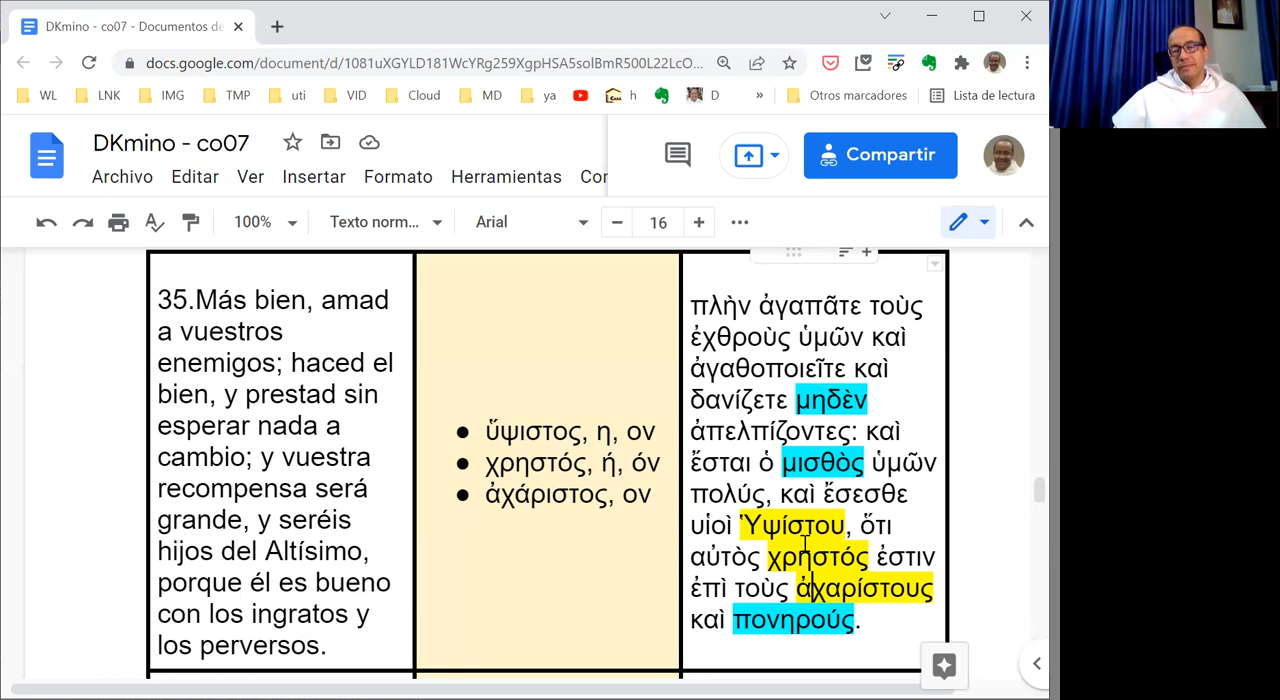 DKmino - co07 - Documentos de
docs.google.com/document/d/1081uXGYLD181WcYRg259XgpHSA5solBmR500L22LcO...
WL LNK IMG TMP uti VID Cloud MD ya h D » Otros marcadores Lista de lectura
DKmino - co07
Compartir
Archivo Editar Ver Insertar Formato Herramientas Cor
100% Texto norm... Arial 16
35.Más bien, amad
a vuestros
enemigos; haced el
bien, y prestad sin
esperar nada a
cambio; y vuestra
recompensa será
grande, y seréis
hijos del Altísimo,
porque él es bueno
con los ingratos y
los perversos.
● ὕψιστος, η, ον
● χρηστός, ή, όν
● ἀχάριστος, ον
πλὴν ἀγαπᾶτε τοὺς
ἐχθροὺς ὑμῶν καὶ
ἀγαθοποιεῖτε καὶ
δανίζετε μηδὲν
ἀπελπίζοντες: καὶ
ἔσται ὁ μισθὸς ὑμῶν
πολύς, καὶ ἔσεσθε
υἱοὶ Ὑψίστου, ὅτι
αὐτὸς χρηστός ἐστιν
ἐπὶ τοὺς ἀχαρίστους
καὶ πονηρούς.